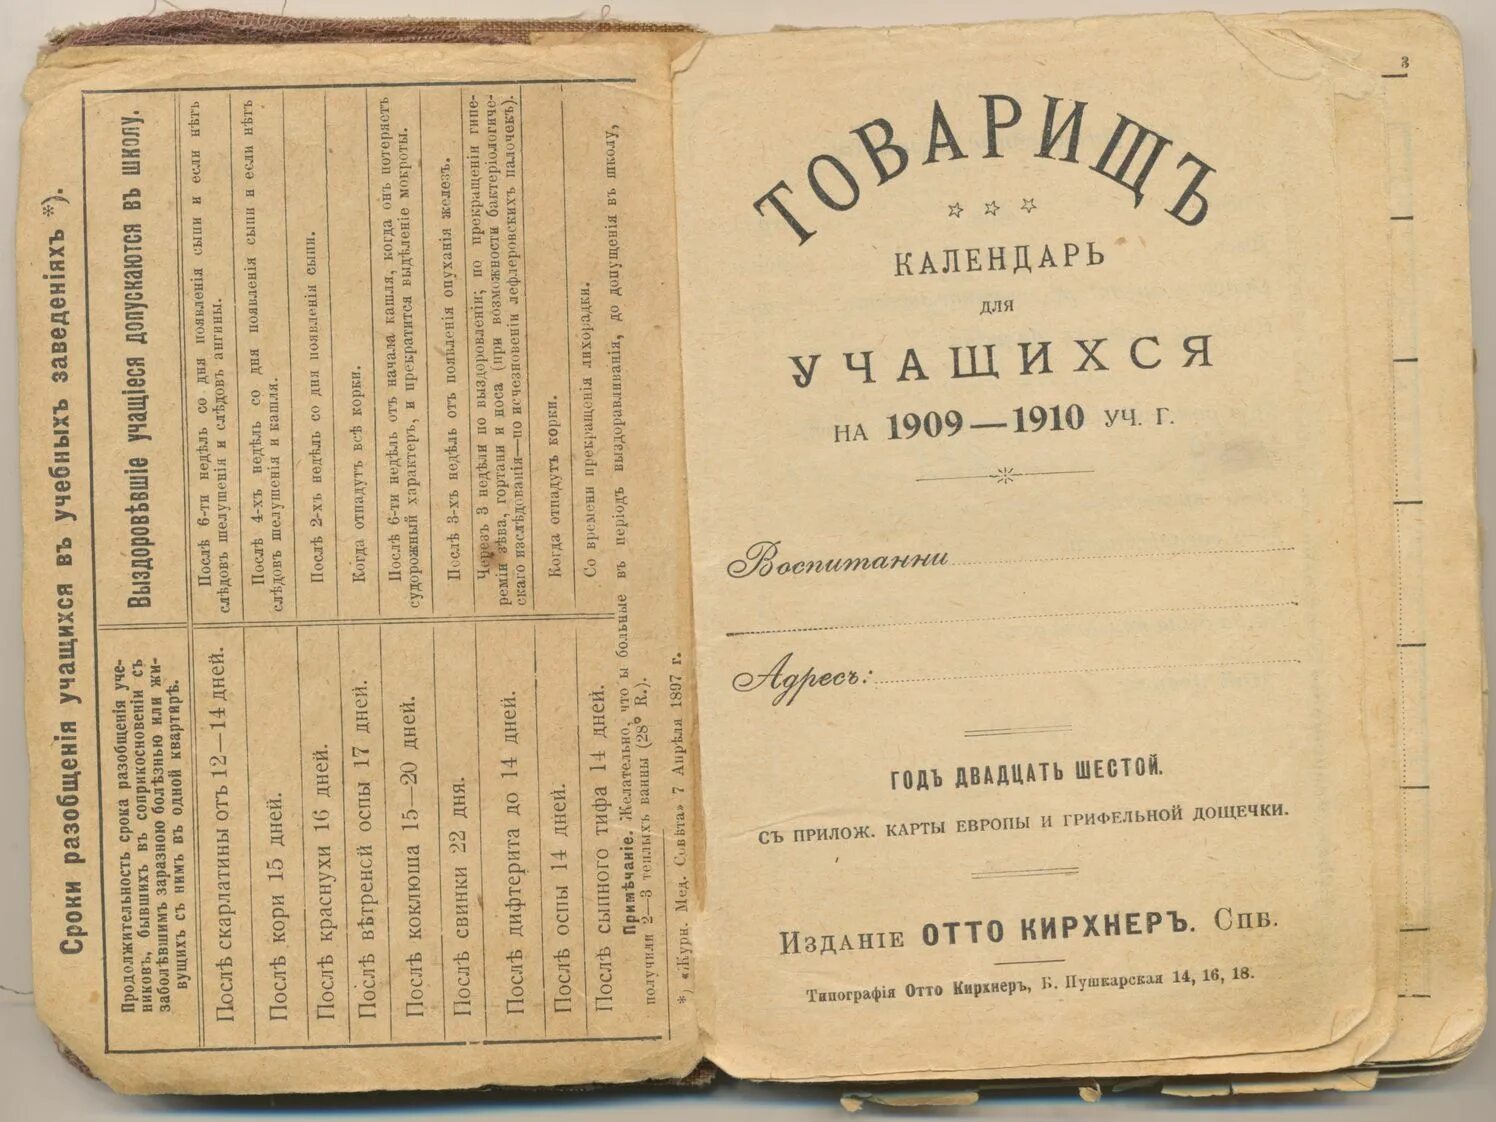 Сроки разобщенія учащихся въ учебныхъ заведеніяхъ *).
Продолжительность срока разобщенія уче-
никовъ, бывшихъ въ соприкосновеніи съ
заболѣвшимъ заразною болѣзнью или жи-
вущихъ съ нимъ въ одной квартирѣ.
Выздоровѣвшіе учащіеся допускаются въ школу.
Послѣ скарлатины отъ 12—14 дней.
Послѣ 6-ти недѣль со дня появленія сыпи и если нѣтъ
слѣдовъ шелушенія и слѣдовъ ангины.
Послѣ кори 15 дней.
Послѣ 4-хъ недѣль со дня появленія сыпи и если нѣтъ
слѣдовъ шелушенія и кашля.
Послѣ краснухи 16 дней.
Послѣ 2-хъ недѣль со дня появленія сыпи.
Послѣ вѣтреной оспы 17 дней.
Когда отпадутъ всѣ корки.
Послѣ коклюша 15—20 дней.
Послѣ 6-ти недѣль отъ начала кашля, когда онъ потеряетъ
судорожный характеръ, и прекратится выдѣленіе мокроты.
Послѣ свинки 22 дня.
Послѣ 3-хъ недѣль отъ появленія опуханія железъ.
Послѣ дифтерита до 14 дней.
Черезъ 3 недѣли по выздоровленіи; по прекращеніи гипе-
реміи зѣва, гортани и носа (при возможности бактеріологиче-
скаго изслѣдованія—по исчезновеніи лефлеровскихъ палочекъ).
Послѣ оспы 14 дней.
Когда отпадутъ корки.
Послѣ сыпного тифа 14 дней.
Со времени прекращенія лихорадки.
Примѣчаніе. Желательно, что ы больные въ періодъ выздоравливанія, до допущенія въ школу,
получили 2—3 теплыхъ ванны (28° R.).
*) «Журн. Мед. Совѣта» 7 Апрѣля 1897 г.
ТОВАРИЩЪ
КАЛЕНДАРЬ
ДЛЯ
УЧАЩИХСЯ
НА 1909—1910 УЧ. Г.
Воспитанни
Адресъ:
ГОДЪ ДВАДЦАТЬ ШЕСТОЙ.
СЪ ПРИЛОЖ. КАРТЫ ЕВРОПЫ И ГРИФЕЛЬНОЙ ДОЩЕЧКИ.
ИЗДАНІЕ ОТТО КИРХНЕРЪ. СПБ.
Типографія Отто Кирхнеръ, Б. Пушкарская 14, 16, 18.
3